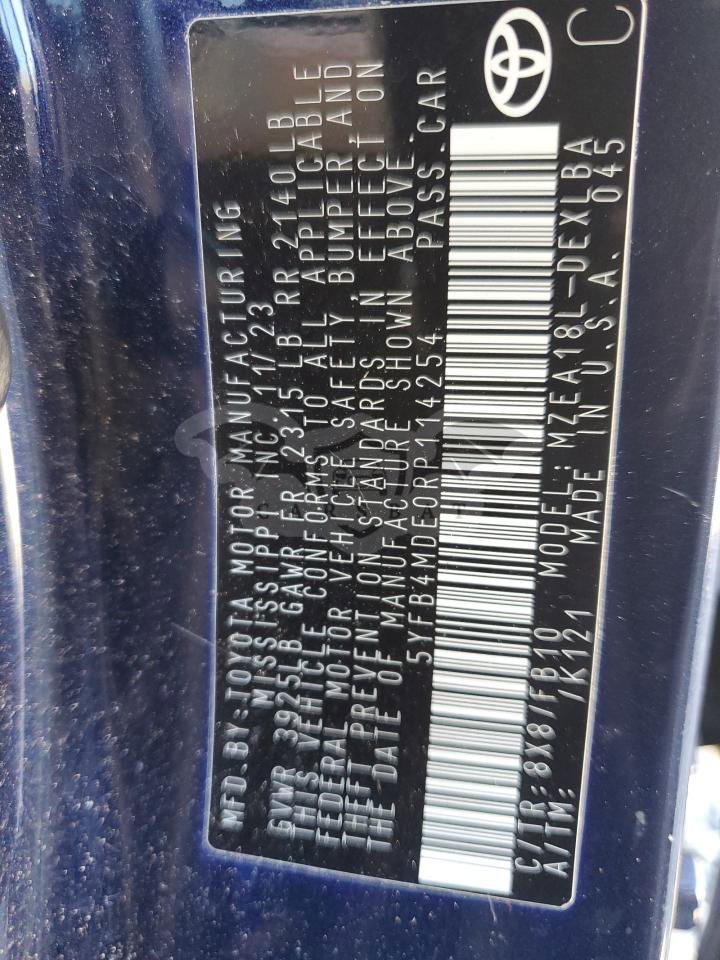 MFD.BY:TOYOTA MOTOR MANUFACTURING
MISSISSIPPI INC 11/23
GVWR 3925LB GAWR FR 2315 LB RR 2140LB
THIS VEHICLE CONFORMS TO ALL APPLICABLE
FEDERAL MOTOR VEHICLE SAFETY, BUMPER, AND
THEFT PREVENTION STANDARDS IN EFFECT ON
THE DATE OF MANUFACTURE SHOWN ABOVE.
5YFB4MDE0RP114254 PASS.CAR
C/TR:8X8/FB10 MODEL:MZEA18L-DEXLBA
A/TM: /K121 MADE IN U.S.A. 045
C